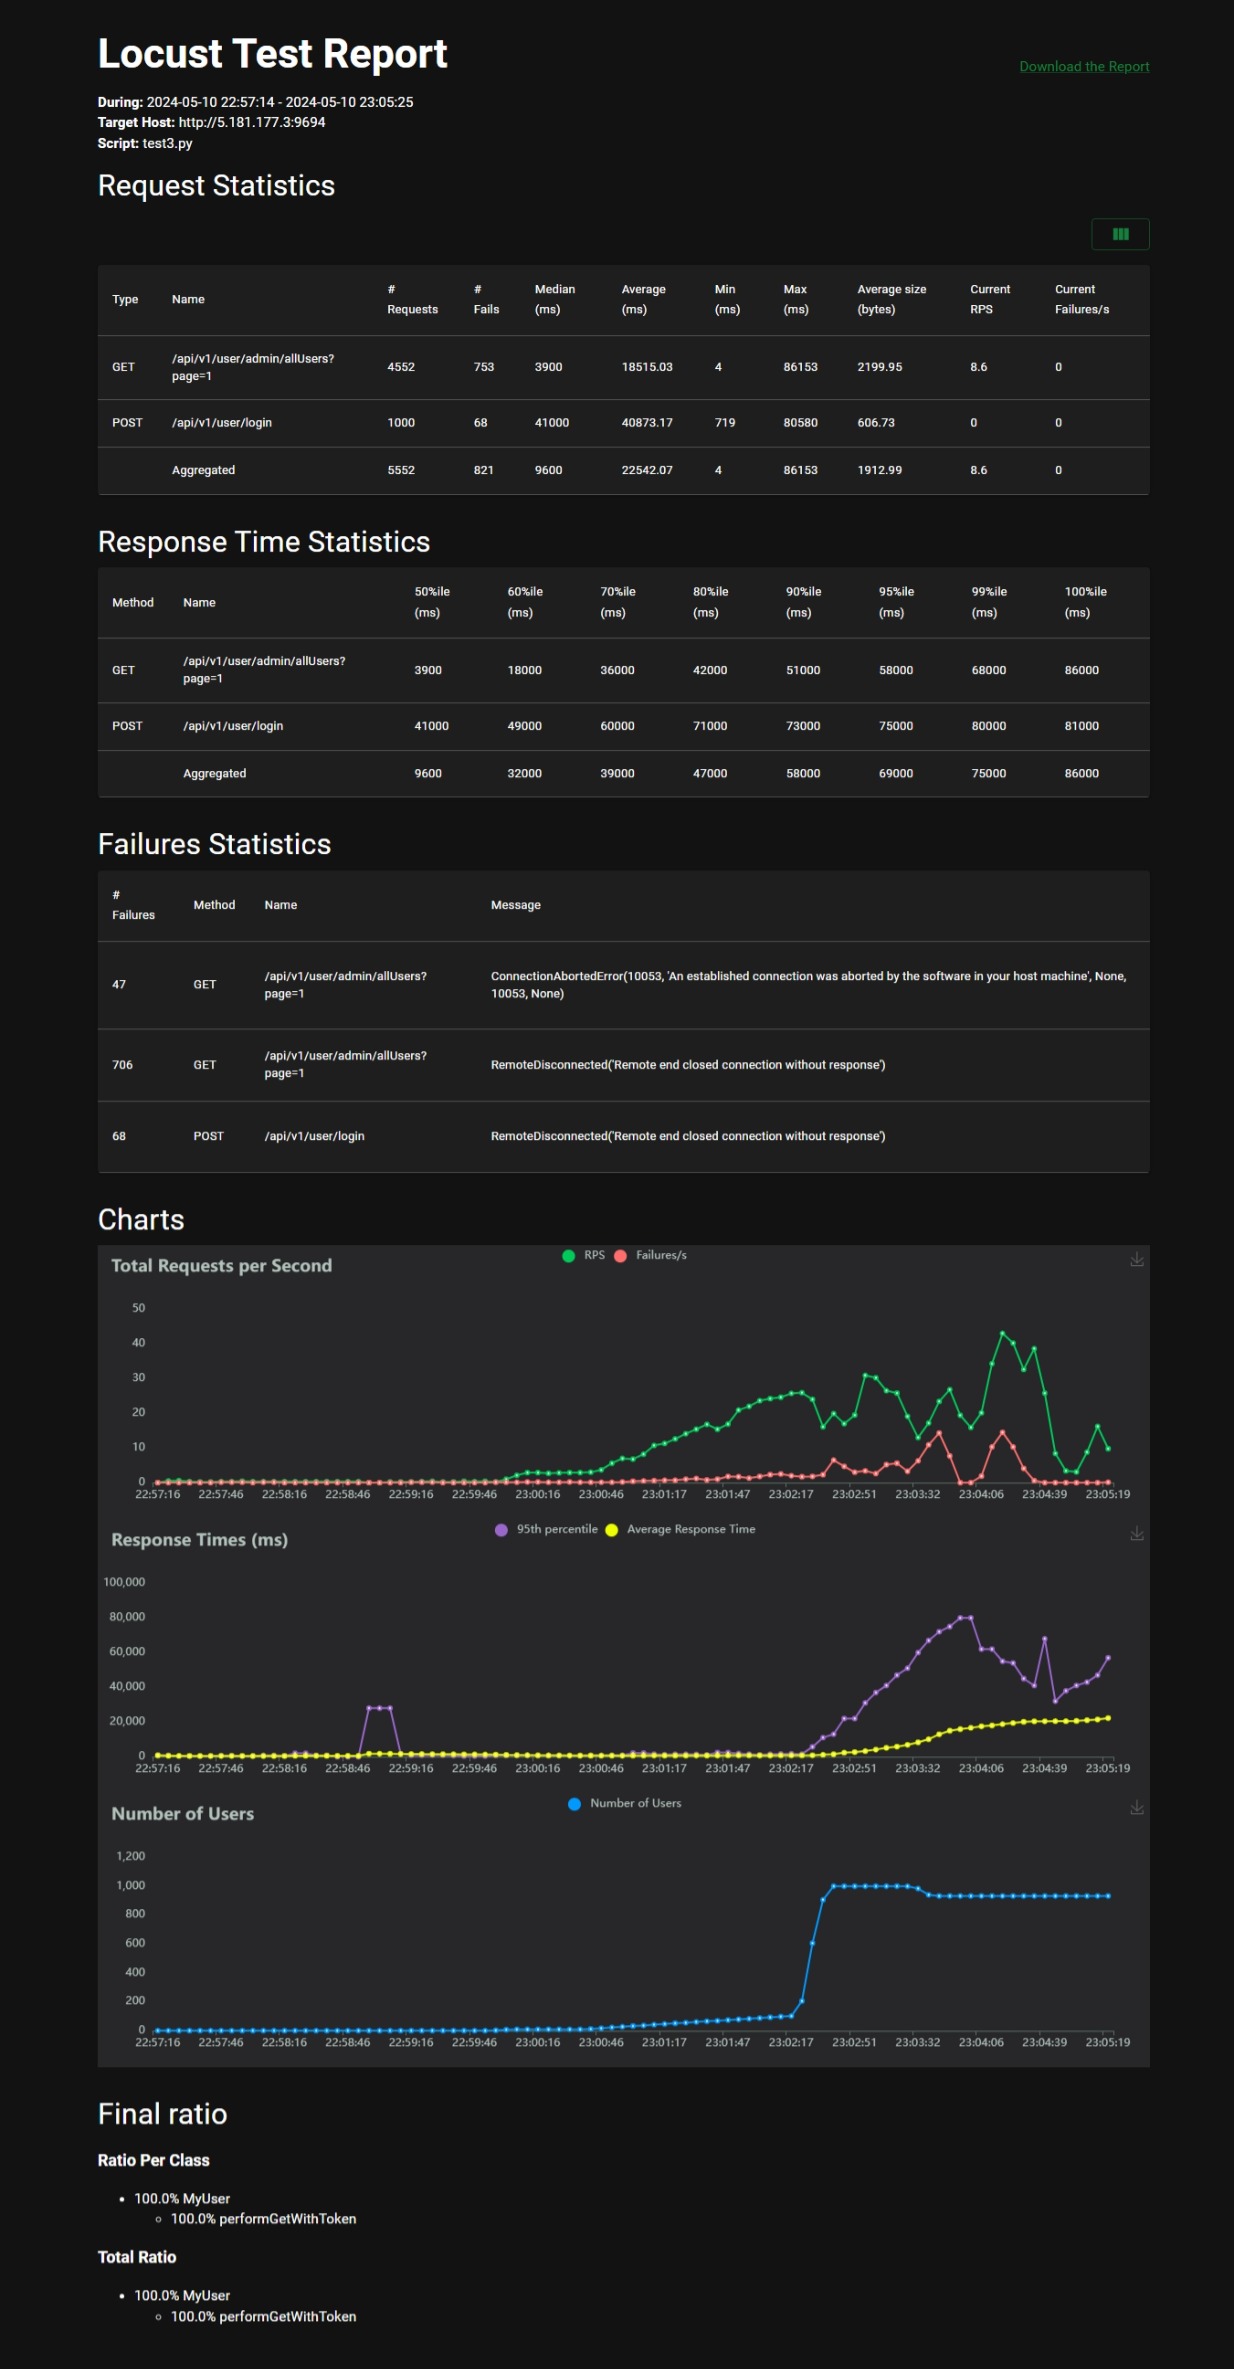 Locust Test Report
Download the Report
During: 2024-05-10 22:57:14 - 2024-05-10 23:05:25
Target Host: http://5.181.177.3:9694
Script: test3.py
Request Statistics
Type Name # Requests # Fails Median (ms) Average (ms) Min (ms) Max (ms) Average size (bytes) Current RPS Current Failures/s
GET /api/v1/user/admin/allUsers?page=1 4552 753 3900 18515.03 4 86153 2199.95 8.6 0
POST /api/v1/user/login 1000 68 41000 40873.17 719 80580 606.73 0 0
Aggregated 5552 821 9600 22542.07 4 86153 1912.99 8.6 0
Response Time Statistics
Method Name 50%ile (ms) 60%ile (ms) 70%ile (ms) 80%ile (ms) 90%ile (ms) 95%ile (ms) 99%ile (ms) 100%ile (ms)
GET /api/v1/user/admin/allUsers?page=1 3900 18000 36000 42000 51000 58000 68000 86000
POST /api/v1/user/login 41000 49000 60000 71000 73000 75000 80000 81000
Aggregated 9600 32000 39000 47000 58000 69000 75000 86000
Failures Statistics
# Failures Method Name Message
47 GET /api/v1/user/admin/allUsers?page=1 ConnectionAbortedError(10053, 'An established connection was aborted by the software in your host machine', None, 10053, None)
706 GET /api/v1/user/admin/allUsers?page=1 RemoteDisconnected('Remote end closed connection without response')
68 POST /api/v1/user/login RemoteDisconnected('Remote end closed connection without response')
Charts
Total Requests per Second
RPS Failures/s
50
40
30
20
10
0
22:57:16 22:57:46 22:58:16 22:58:46 22:59:16 22:59:46 23:00:16 23:00:46 23:01:17 23:01:47 23:02:17 23:02:51 23:03:32 23:04:06 23:04:39 23:05:19
Response Times (ms)
95th percentile Average Response Time
100,000
80,000
60,000
40,000
20,000
0
22:57:16 22:57:46 22:58:16 22:58:46 22:59:16 22:59:46 23:00:16 23:00:46 23:01:17 23:01:47 23:02:17 23:02:51 23:03:32 23:04:06 23:04:39 23:05:19
Number of Users
Number of Users
1,200
1,000
800
600
400
200
0
22:57:16 22:57:46 22:58:16 22:58:46 22:59:16 22:59:46 23:00:16 23:00:46 23:01:17 23:01:47 23:02:17 23:02:51 23:03:32 23:04:06 23:04:39 23:05:19
Final ratio
Ratio Per Class
• 100.0% MyUser
◦ 100.0% performGetWithToken
Total Ratio
• 100.0% MyUser
◦ 100.0% performGetWithToken